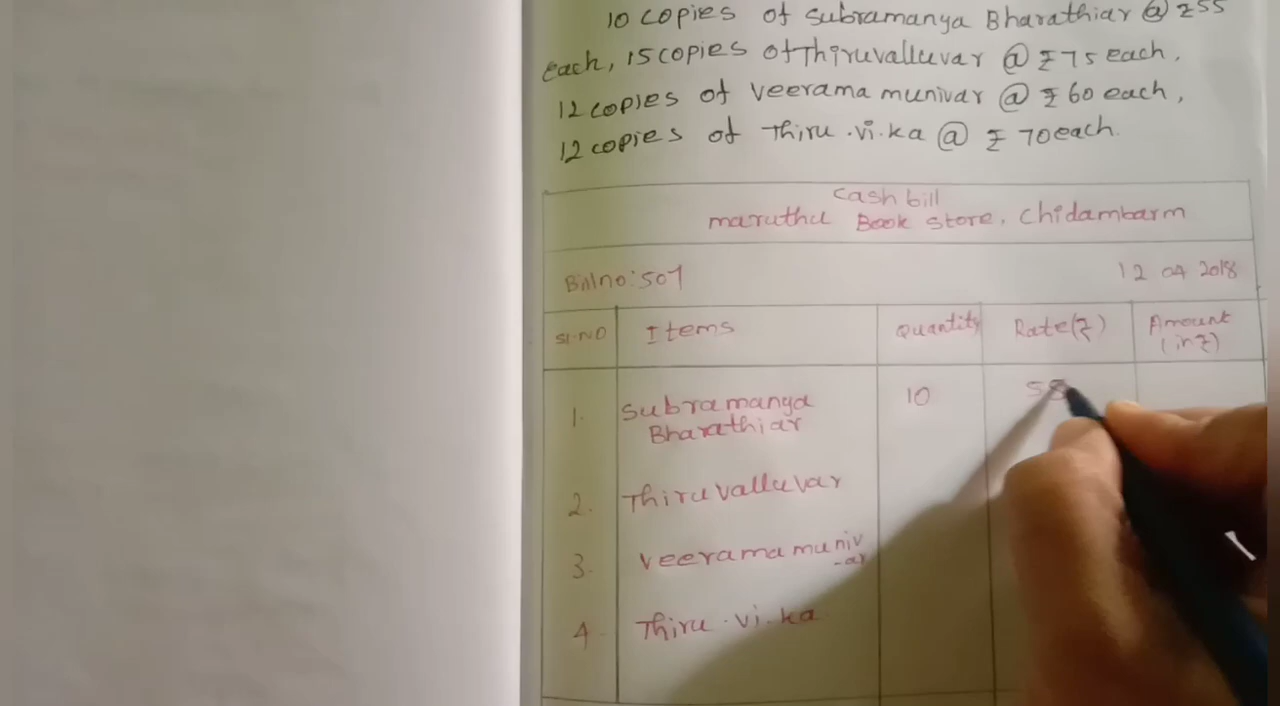 10 copies of Subramanya Bharathiar @ ₹55
each, 15 copies of Thiruvalluvar @ ₹75 each,
12 copies of Veerama munivar @ ₹60 each,
12 copies of Thiru.vi.ka @ ₹70 each.
Cash bill
maruthu Book store, Chidambarm
Bill no: 507 12 04 2018
Sl.NO Items Quantity Rate(₹) Amount (in ₹)
1. Subramanya Bharathiar 10 55
2. Thiruvalluvar
3. Veeramamuniv-ar
4. Thiru.vi.ka